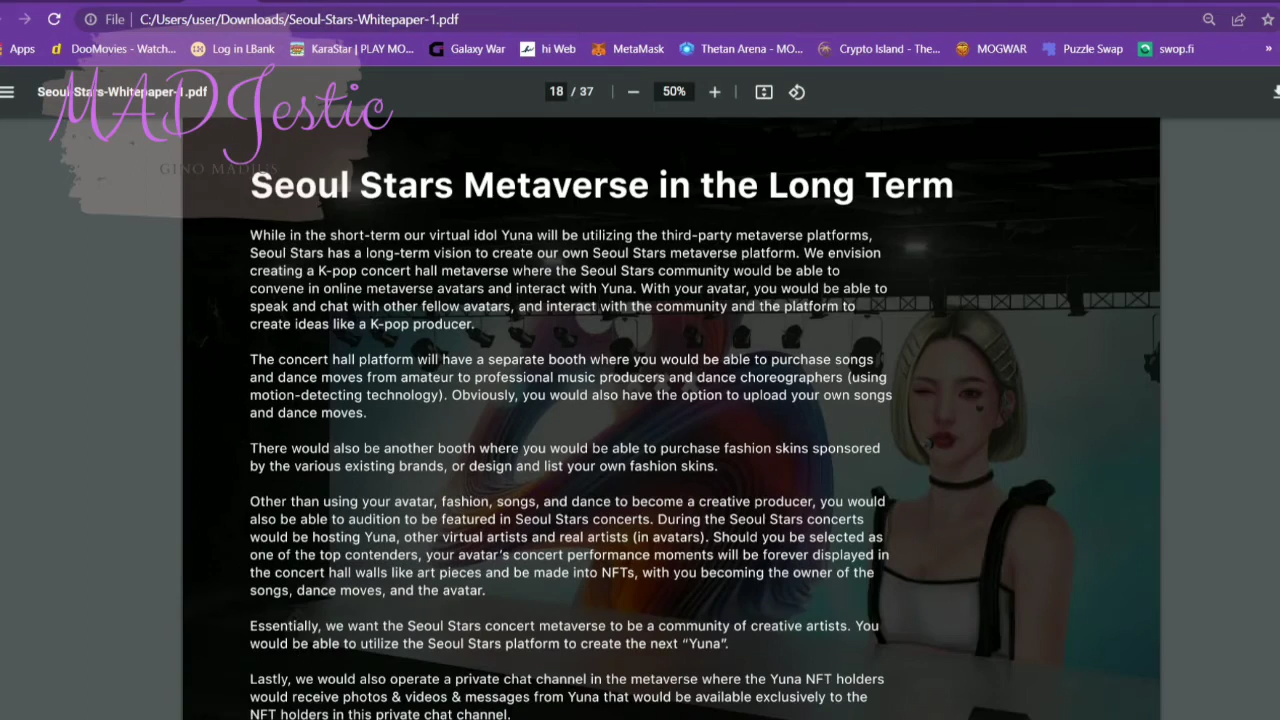 File C:/Users/user/Downloads/Seoul-Stars-Whitepaper-1.pdf
Apps DooMovies - Watch... Log in LBank KaraStar | PLAY MO... Galaxy War hi Web MetaMask Thetan Arena - MO... Crypto Island - The... MOGWAR Puzzle Swap swop.fi »
Seoul-Stars-Whitepaper-1.pdf 18 / 37 50%
MADJestic
GINO MADIL'S
Seoul Stars Metaverse in the Long Term
While in the short-term our virtual idol Yuna will be utilizing the third-party metaverse platforms,
Seoul Stars has a long-term vision to create our own Seoul Stars metaverse platform. We envision
creating a K-pop concert hall metaverse where the Seoul Stars community would be able to
convene in online metaverse avatars and interact with Yuna. With your avatar, you would be able to
speak and chat with other fellow avatars, and interact with the community and the platform to
create ideas like a K-pop producer.
The concert hall platform will have a separate booth where you would be able to purchase songs
and dance moves from amateur to professional music producers and dance choreographers (using
motion-detecting technology). Obviously, you would also have the option to upload your own songs
and dance moves.
There would also be another booth where you would be able to purchase fashion skins sponsored
by the various existing brands, or design and list your own fashion skins.
Other than using your avatar, fashion, songs, and dance to become a creative producer, you would
also be able to audition to be featured in Seoul Stars concerts. During the Seoul Stars concerts
would be hosting Yuna, other virtual artists and real artists (in avatars). Should you be selected as
one of the top contenders, your avatar's concert performance moments will be forever displayed in
the concert hall walls like art pieces and be made into NFTs, with you becoming the owner of the
songs, dance moves, and the avatar.
Essentially, we want the Seoul Stars concert metaverse to be a community of creative artists. You
would be able to utilize the Seoul Stars platform to create the next “Yuna”.
Lastly, we would also operate a private chat channel in the metaverse where the Yuna NFT holders
would receive photos & videos & messages from Yuna that would be available exclusively to the
NFT holders in this private chat channel.